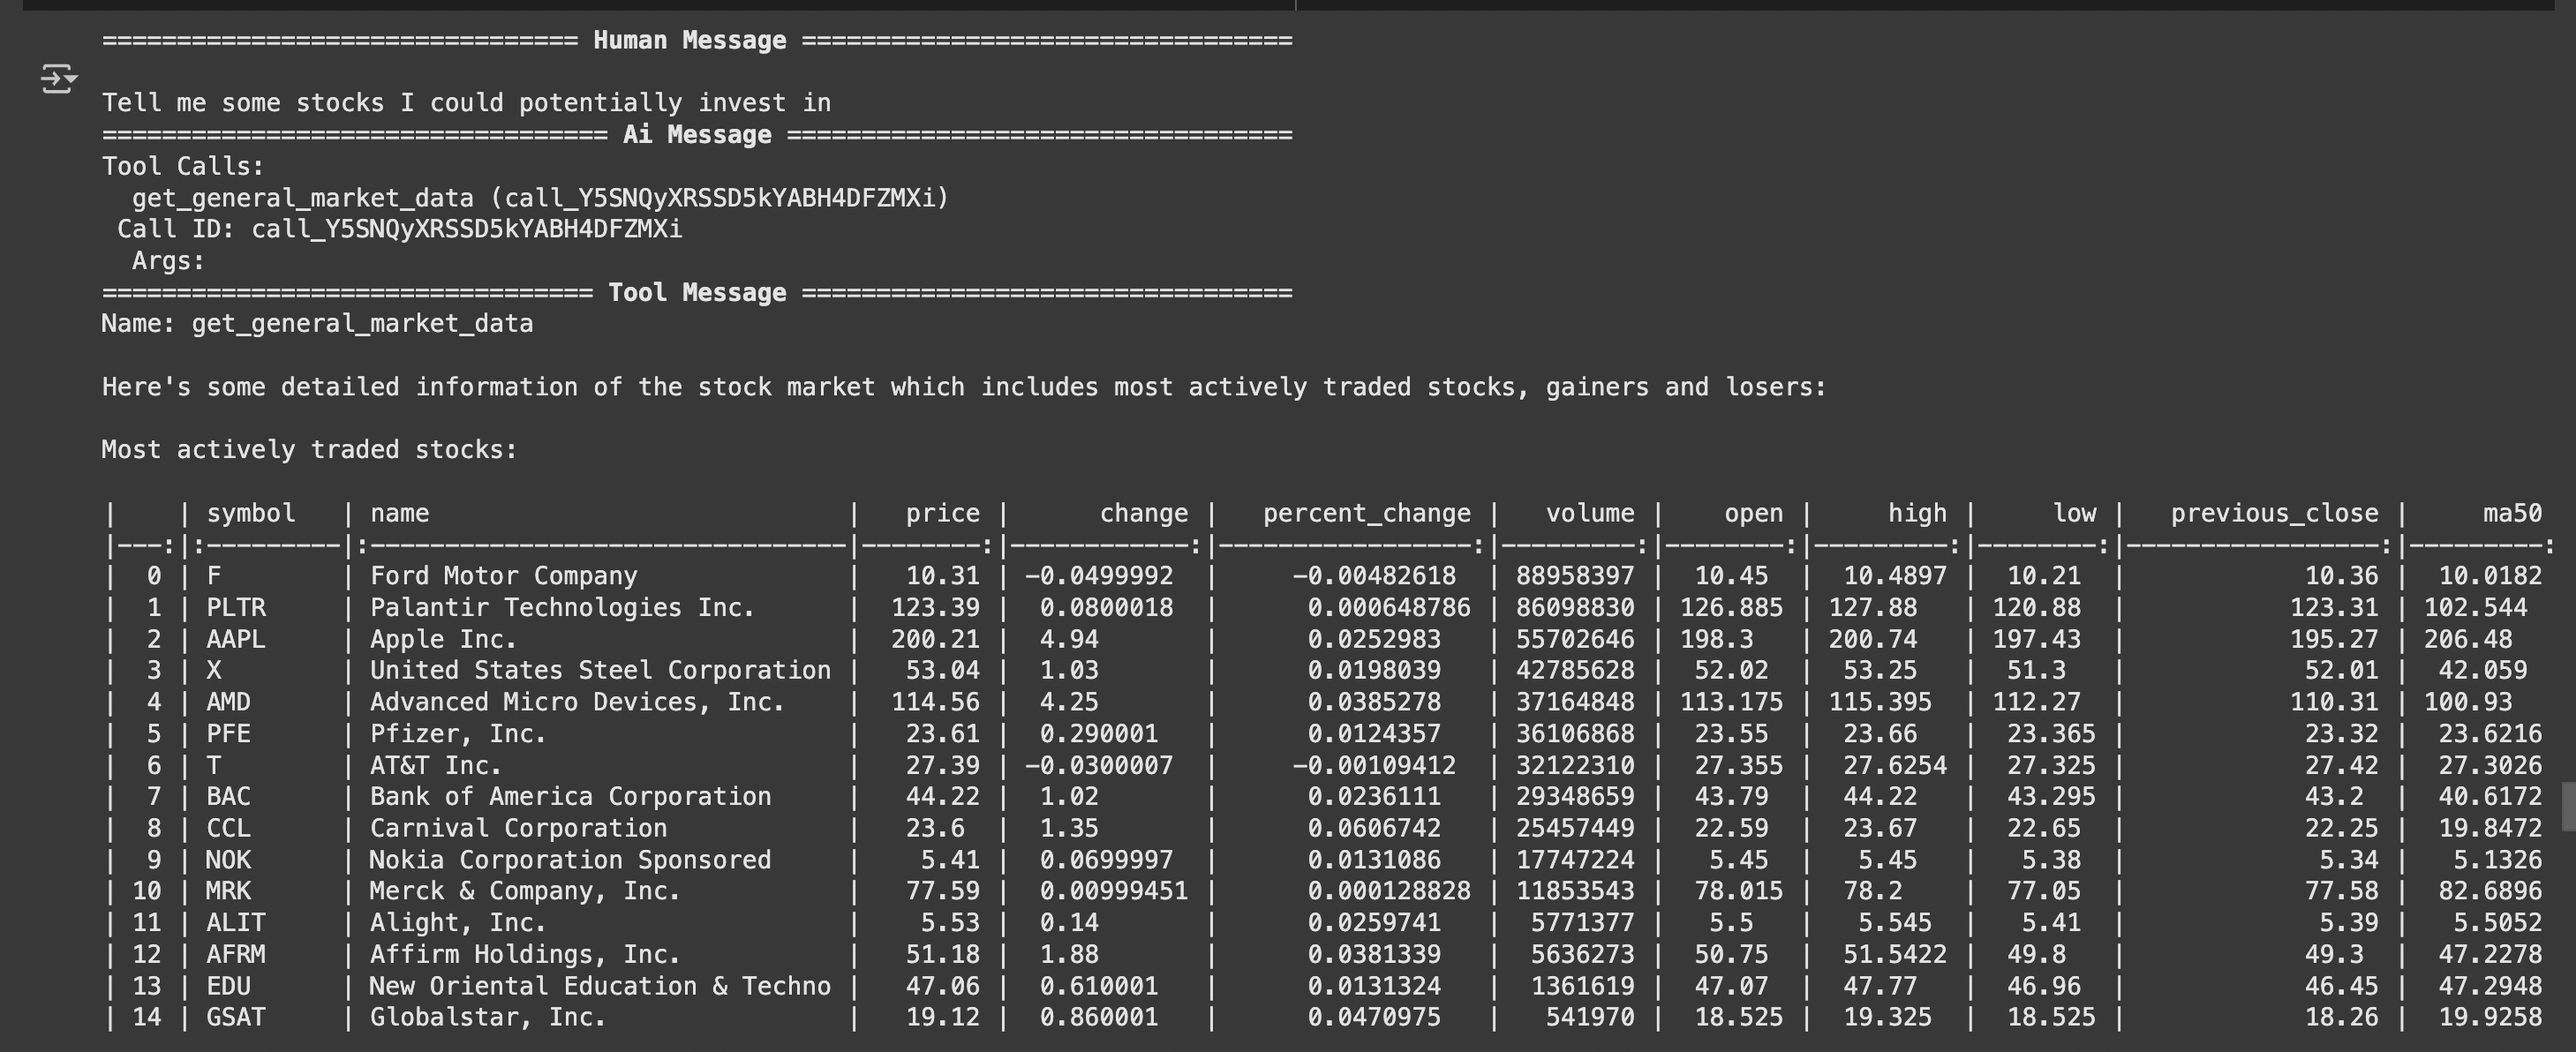 ================================ Human Message =================================
Tell me some stocks I could potentially invest in
================================== Ai Message ==================================
Tool Calls:
  get_general_market_data (call_Y5SNQyXRSSD5kYABH4DFZMXi)
 Call ID: call_Y5SNQyXRSSD5kYABH4DFZMXi
  Args:
================================= Tool Message =================================
Name: get_general_market_data
Here's some detailed information of the stock market which includes most actively traded stocks, gainers and losers:
Most actively traded stocks:
|    | symbol   | name                           |   price |      change |   percent_change |   volume |    open |     high |     low |   previous_close |     ma50
|---:|:---------|:-------------------------------|--------:|------------:|-----------------:|---------:|--------:|---------:|--------:|-----------------:|---------:
|  0 | F        | Ford Motor Company             |   10.31 | -0.0499992  |     -0.00482618  | 88958397 |  10.45  |  10.4897 |  10.21  |            10.36 |  10.0182
|  1 | PLTR     | Palantir Technologies Inc.     |  123.39 |  0.0800018  |      0.000648786 | 86098830 | 126.885 | 127.88   | 120.88  |           123.31 | 102.544
|  2 | AAPL     | Apple Inc.                     |  200.21 |  4.94       |      0.0252983   | 55702646 | 198.3   | 200.74   | 197.43  |           195.27 | 206.48
|  3 | X        | United States Steel Corporation |   53.04 |  1.03       |      0.0198039   | 42785628 |  52.02  |  53.25   |  51.3   |            52.01 |  42.059
|  4 | AMD      | Advanced Micro Devices, Inc.   |  114.56 |  4.25       |      0.0385278   | 37164848 | 113.175 | 115.395  | 112.27  |           110.31 | 100.93
|  5 | PFE      | Pfizer, Inc.                   |   23.61 |  0.290001   |      0.0124357   | 36106868 |  23.55  |  23.66   |  23.365 |            23.32 |  23.6216
|  6 | T        | AT&T Inc.                      |   27.39 | -0.0300007  |     -0.00109412  | 32122310 |  27.355 |  27.6254 |  27.325 |            27.42 |  27.3026
|  7 | BAC      | Bank of America Corporation    |   44.22 |  1.02       |      0.0236111   | 29348659 |  43.79  |  44.22   |  43.295 |            43.2  |  40.6172
|  8 | CCL      | Carnival Corporation           |   23.6  |  1.35       |      0.0606742   | 25457449 |  22.59  |  23.67   |  22.65  |            22.25 |  19.8472
|  9 | NOK      | Nokia Corporation Sponsored    |    5.41 |  0.0699997  |      0.0131086   | 17747224 |   5.45  |   5.45   |   5.38  |             5.34 |   5.1326
| 10 | MRK      | Merck & Company, Inc.          |   77.59 |  0.00999451 |      0.000128828 | 11853543 |  78.015 |  78.2    |  77.05  |            77.58 |  82.6896
| 11 | ALIT     | Alight, Inc.                   |    5.53 |  0.14       |      0.0259741   |  5771377 |   5.5   |   5.545  |   5.41  |             5.39 |   5.5052
| 12 | AFRM     | Affirm Holdings, Inc.          |   51.18 |  1.88       |      0.0381339   |  5636273 |  50.75  |  51.5422 |  49.8   |            49.3  |  47.2278
| 13 | EDU      | New Oriental Education & Techno |   47.06 |  0.610001   |      0.0131324   |  1361619 |  47.07  |  47.77   |  46.96  |            46.45 |  47.2948
| 14 | GSAT     | Globalstar, Inc.               |   19.12 |  0.860001   |      0.0470975   |   541970 |  18.525 |  19.325  |  18.525 |            18.26 |  19.9258